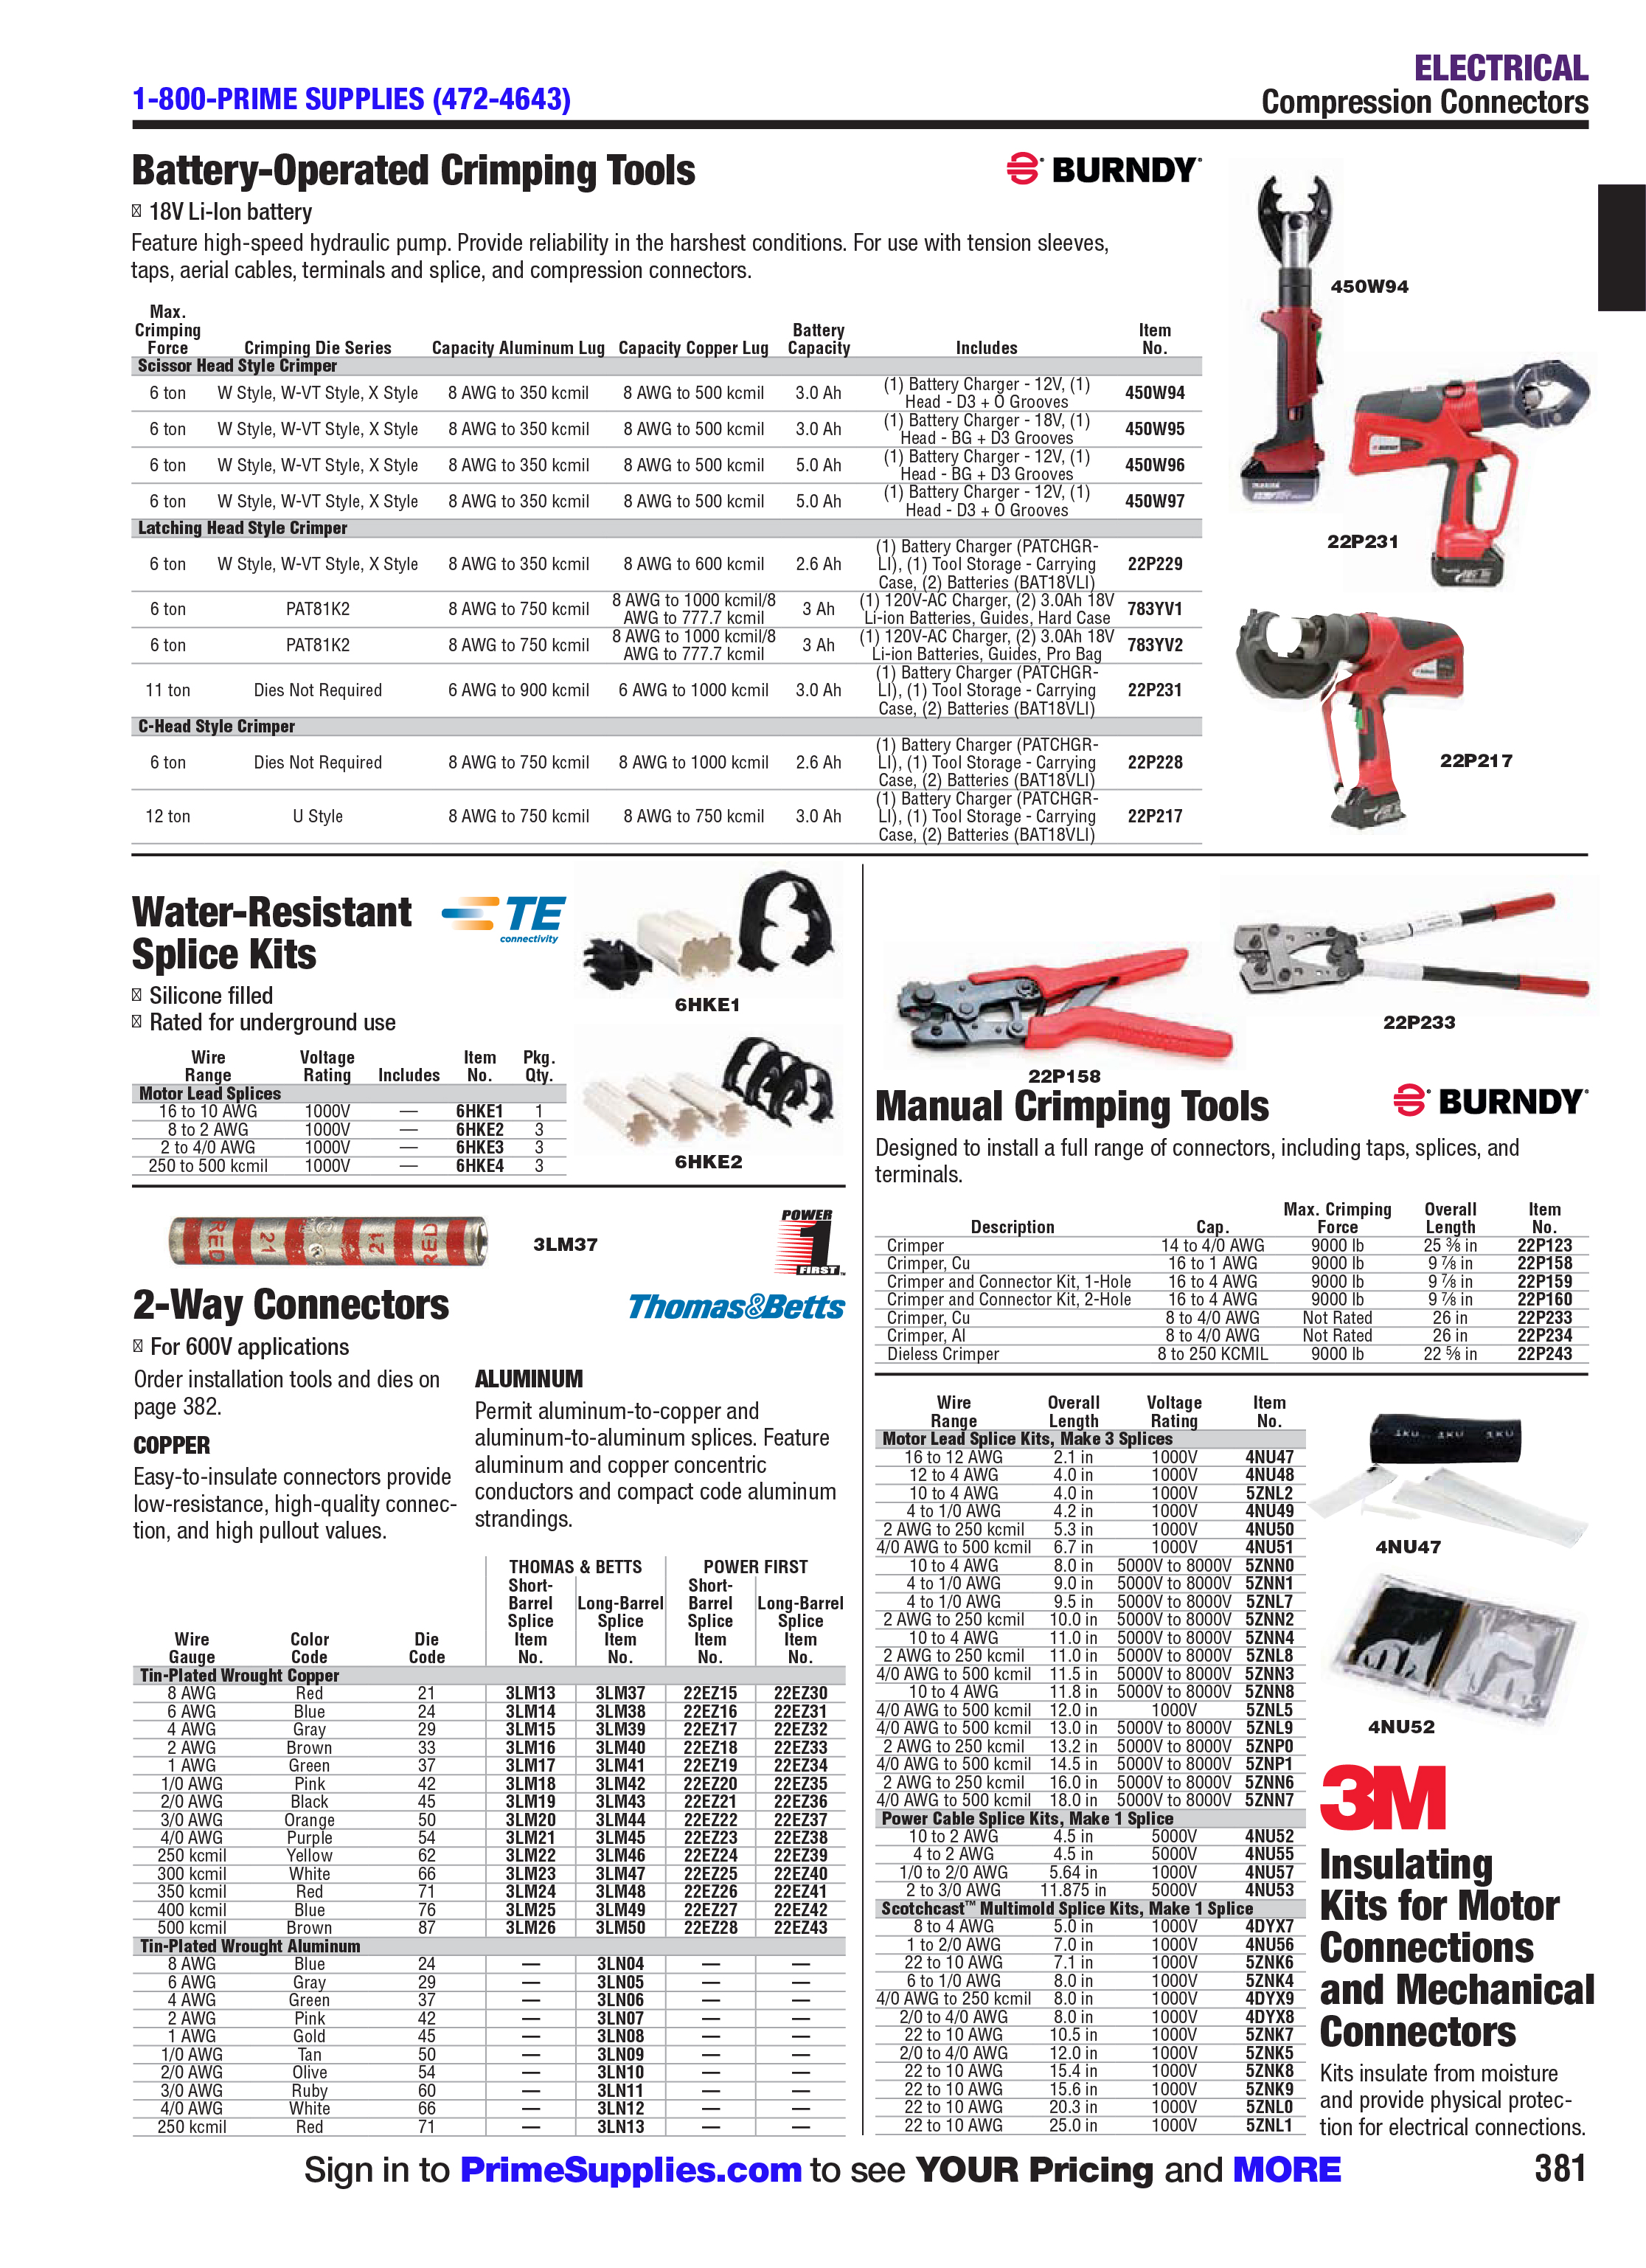 ELECTRICAL
1-800-PRIME SUPPLIES (472-4643)
Compression Connectors
Battery-Operated Crimping Tools
BURNDY
18V Li-Ion battery
Feature high-speed hydraulic pump. Provide reliability in the harshest conditions. For use with tension sleeves,
taps, aerial cables, terminals and splice, and compression connectors.
Max.
Crimping Battery Item
Force Crimping Die Series Capacity Aluminum Lug Capacity Copper Lug Capacity Includes No.
Scissor Head Style Crimper
6 ton W Style, W-VT Style, X Style 8 AWG to 350 kcmil 8 AWG to 500 kcmil 3.0 Ah (1) Battery Charger - 12V, (1) Head - D3 + O Grooves 450W94
6 ton W Style, W-VT Style, X Style 8 AWG to 350 kcmil 8 AWG to 500 kcmil 3.0 Ah (1) Battery Charger - 18V, (1) Head - BG + D3 Grooves 450W95
6 ton W Style, W-VT Style, X Style 8 AWG to 350 kcmil 8 AWG to 500 kcmil 5.0 Ah (1) Battery Charger - 12V, (1) Head - BG + D3 Grooves 450W96
6 ton W Style, W-VT Style, X Style 8 AWG to 350 kcmil 8 AWG to 500 kcmil 5.0 Ah (1) Battery Charger - 12V, (1) Head - D3 + O Grooves 450W97
Latching Head Style Crimper
6 ton W Style, W-VT Style, X Style 8 AWG to 350 kcmil 8 AWG to 600 kcmil 2.6 Ah (1) Battery Charger (PATCHGR-LI), (1) Tool Storage - Carrying Case, (2) Batteries (BAT18VLI) 22P229
6 ton PAT81K2 8 AWG to 750 kcmil 8 AWG to 1000 kcmil/8 AWG to 777.7 kcmil 3 Ah (1) 120V-AC Charger, (2) 3.0Ah 18V Li-ion Batteries, Guides, Hard Case 783YV1
6 ton PAT81K2 8 AWG to 750 kcmil 8 AWG to 1000 kcmil/8 AWG to 777.7 kcmil 3 Ah (1) 120V-AC Charger, (2) 3.0Ah 18V Li-ion Batteries, Guides, Pro Bag 783YV2
11 ton Dies Not Required 6 AWG to 900 kcmil 6 AWG to 1000 kcmil 3.0 Ah (1) Battery Charger (PATCHGR-LI), (1) Tool Storage - Carrying Case, (2) Batteries (BAT18VLI) 22P231
C-Head Style Crimper
6 ton Dies Not Required 8 AWG to 750 kcmil 8 AWG to 1000 kcmil 2.6 Ah (1) Battery Charger (PATCHGR-LI), (1) Tool Storage - Carrying Case, (2) Batteries (BAT18VLI) 22P228
12 ton U Style 8 AWG to 750 kcmil 8 AWG to 750 kcmil 3.0 Ah (1) Battery Charger (PATCHGR-LI), (1) Tool Storage - Carrying Case, (2) Batteries (BAT18VLI) 22P217
450W94
22P231
22P217
Water-Resistant
Splice Kits
TE
connectivity
Silicone filled
Rated for underground use
6HKE1
6HKE2
Wire Voltage Item Pkg.
Range Rating Includes No. Qty.
Motor Lead Splices
16 to 10 AWG 1000V — 6HKE1 1
8 to 2 AWG 1000V — 6HKE2 3
2 to 4/0 AWG 1000V — 6HKE3 3
250 to 500 kcmil 1000V — 6HKE4 3
RED 21 21 RED
3LM37
POWER
1
FIRST
2-Way Connectors
Thomas&Betts
For 600V applications
Order installation tools and dies on
page 382.
COPPER
Easy-to-insulate connectors provide
low-resistance, high-quality connec-
tion, and high pullout values.
ALUMINUM
Permit aluminum-to-copper and
aluminum-to-aluminum splices. Feature
aluminum and copper concentric
conductors and compact code aluminum
strandings.
THOMAS & BETTS POWER FIRST
Short- Short-
Barrel Long-Barrel Barrel Long-Barrel
Splice Splice Splice Splice
Wire Color Die Item Item Item Item
Gauge Code Code No. No. No. No.
Tin-Plated Wrought Copper
8 AWG Red 21 3LM13 3LM37 22EZ15 22EZ30
6 AWG Blue 24 3LM14 3LM38 22EZ16 22EZ31
4 AWG Gray 29 3LM15 3LM39 22EZ17 22EZ32
2 AWG Brown 33 3LM16 3LM40 22EZ18 22EZ33
1 AWG Green 37 3LM17 3LM41 22EZ19 22EZ34
1/0 AWG Pink 42 3LM18 3LM42 22EZ20 22EZ35
2/0 AWG Black 45 3LM19 3LM43 22EZ21 22EZ36
3/0 AWG Orange 50 3LM20 3LM44 22EZ22 22EZ37
4/0 AWG Purple 54 3LM21 3LM45 22EZ23 22EZ38
250 kcmil Yellow 62 3LM22 3LM46 22EZ24 22EZ39
300 kcmil White 66 3LM23 3LM47 22EZ25 22EZ40
350 kcmil Red 71 3LM24 3LM48 22EZ26 22EZ41
400 kcmil Blue 76 3LM25 3LM49 22EZ27 22EZ42
500 kcmil Brown 87 3LM26 3LM50 22EZ28 22EZ43
Tin-Plated Wrought Aluminum
8 AWG Blue 24 — 3LN04 — —
6 AWG Gray 29 — 3LN05 — —
4 AWG Green 37 — 3LN06 — —
2 AWG Pink 42 — 3LN07 — —
1 AWG Gold 45 — 3LN08 — —
1/0 AWG Tan 50 — 3LN09 — —
2/0 AWG Olive 54 — 3LN10 — —
3/0 AWG Ruby 60 — 3LN11 — —
4/0 AWG White 66 — 3LN12 — —
250 kcmil Red 71 — 3LN13 — —
22P158
22P233
Manual Crimping Tools
BURNDY
Designed to install a full range of connectors, including taps, splices, and
terminals.
Max. Crimping Overall Item
Description Cap. Force Length No.
Crimper 14 to 4/0 AWG 9000 lb 25 ⅜ in 22P123
Crimper, Cu 16 to 1 AWG 9000 lb 9 ⅞ in 22P158
Crimper and Connector Kit, 1-Hole 16 to 4 AWG 9000 lb 9 ⅞ in 22P159
Crimper and Connector Kit, 2-Hole 16 to 4 AWG 9000 lb 9 ⅞ in 22P160
Crimper, Cu 8 to 4/0 AWG Not Rated 26 in 22P233
Crimper, Al 8 to 4/0 AWG Not Rated 26 in 22P234
Dieless Crimper 8 to 250 KCMIL 9000 lb 22 ⅝ in 22P243
Wire Overall Voltage Item
Range Length Rating No.
Motor Lead Splice Kits, Make 3 Splices
16 to 12 AWG 2.1 in 1000V 4NU47
12 to 4 AWG 4.0 in 1000V 4NU48
10 to 4 AWG 4.0 in 1000V 5ZNL2
4 to 1/0 AWG 4.2 in 1000V 4NU49
2 AWG to 250 kcmil 5.3 in 1000V 4NU50
4/0 AWG to 500 kcmil 6.7 in 1000V 4NU51
10 to 4 AWG 8.0 in 5000V to 8000V 5ZNN0
4 to 1/0 AWG 9.0 in 5000V to 8000V 5ZNN1
4 to 1/0 AWG 9.5 in 5000V to 8000V 5ZNL7
2 AWG to 250 kcmil 10.0 in 5000V to 8000V 5ZNN2
10 to 4 AWG 11.0 in 5000V to 8000V 5ZNN4
2 AWG to 250 kcmil 11.0 in 5000V to 8000V 5ZNL8
4/0 AWG to 500 kcmil 11.5 in 5000V to 8000V 5ZNN3
10 to 4 AWG 11.8 in 5000V to 8000V 5ZNN8
4/0 AWG to 500 kcmil 12.0 in 1000V 5ZNL5
4/0 AWG to 500 kcmil 13.0 in 5000V to 8000V 5ZNL9
2 AWG to 250 kcmil 13.2 in 5000V to 8000V 5ZNP0
4/0 AWG to 500 kcmil 14.5 in 5000V to 8000V 5ZNP1
2 AWG to 250 kcmil 16.0 in 5000V to 8000V 5ZNN6
4/0 AWG to 500 kcmil 18.0 in 5000V to 8000V 5ZNN7
Power Cable Splice Kits, Make 1 Splice
10 to 2 AWG 4.5 in 5000V 4NU52
4 to 2 AWG 4.5 in 5000V 4NU55
1/0 to 2/0 AWG 5.64 in 1000V 4NU57
2 to 3/0 AWG 11.875 in 5000V 4NU53
Scotchcast™ Multimold Splice Kits, Make 1 Splice
8 to 4 AWG 5.0 in 1000V 4DYX7
1 to 2/0 AWG 7.0 in 1000V 4NU56
22 to 10 AWG 7.1 in 1000V 5ZNK6
6 to 1/0 AWG 8.0 in 1000V 5ZNK4
4/0 AWG to 250 kcmil 8.0 in 1000V 4DYX9
2/0 to 4/0 AWG 8.0 in 1000V 4DYX8
22 to 10 AWG 10.5 in 1000V 5ZNK7
2/0 to 4/0 AWG 12.0 in 1000V 5ZNK5
22 to 10 AWG 15.4 in 1000V 5ZNK8
22 to 10 AWG 15.6 in 1000V 5ZNK9
22 to 10 AWG 20.3 in 1000V 5ZNL0
22 to 10 AWG 25.0 in 1000V 5ZNL1
1KU 1KU 1KU
4NU47
4NU52
3M
Insulating
Kits for Motor
Connections
and Mechanical
Connectors
Kits insulate from moisture
and provide physical protec-
tion for electrical connections.
Sign in to PrimeSupplies.com to see YOUR Pricing and MORE
381